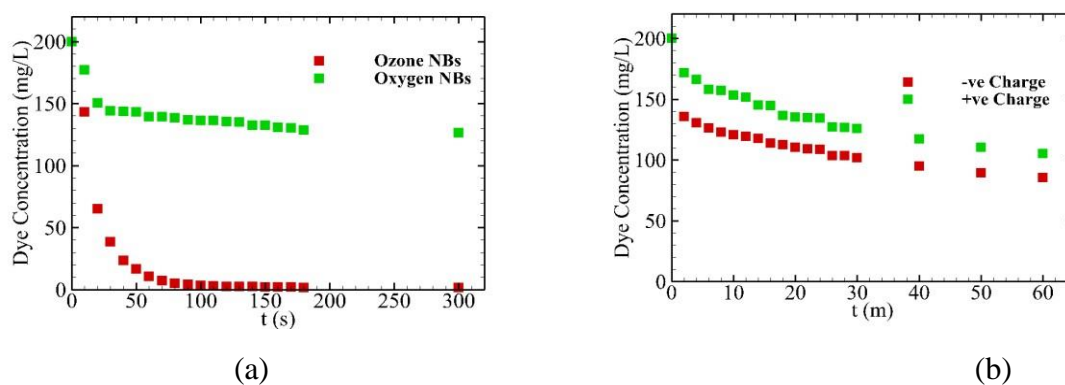 Dye Concentration (mg/L)
200
150
100
50
0
0 50 100 150 200 250 300
t (s)
Ozone NBs
Oxygen NBs
(a)
Dye Concentration (mg/L)
200
150
100
50
0
0 10 20 30 40 50 60
t (m)
-ve Charge
+ve Charge
(b)